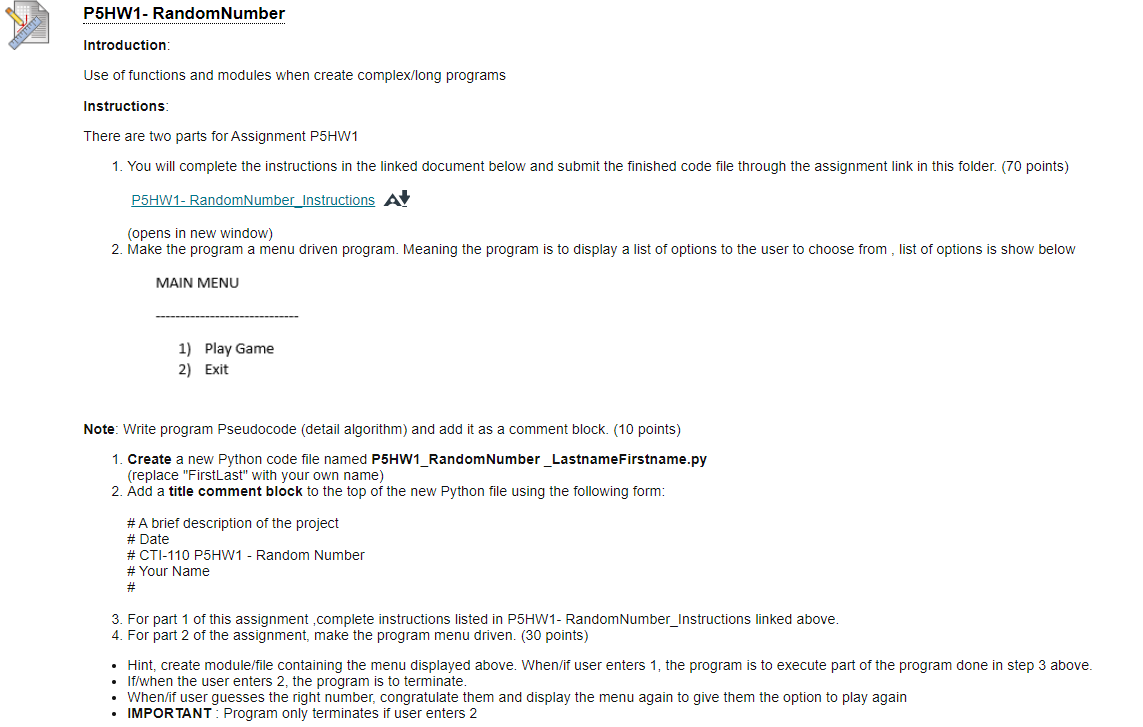 P5HW1- RandomNumber
Introduction:
Use of functions and modules when create complex/long programs
Instructions:
There are two parts for Assignment P5HW1
1. You will complete the instructions in the linked document below and submit the finished code file through the assignment link in this folder. (70 points)
P5HW1- RandomNumber_Instructions
(opens in new window)
2. Make the program a menu driven program. Meaning the program is to display a list of options to the user to choose from , list of options is show below
MAIN MENU
------------------------------
1) Play Game
2) Exit
Note: Write program Pseudocode (detail algorithm) and add it as a comment block. (10 points)
1. Create a new Python code file named P5HW1_RandomNumber _LastnameFirstname.py
(replace "FirstLast" with your own name)
2. Add a title comment block to the top of the new Python file using the following form:
# A brief description of the project
# Date
# CTI-110 P5HW1 - Random Number
# Your Name
#
3. For part 1 of this assignment ,complete instructions listed in P5HW1- RandomNumber_Instructions linked above.
4. For part 2 of the assignment, make the program menu driven. (30 points)
• Hint, create module/file containing the menu displayed above. When/if user enters 1, the program is to execute part of the program done in step 3 above.
• If/when the user enters 2, the program is to terminate.
• When/if user guesses the right number, congratulate them and display the menu again to give them the option to play again
• IMPORTANT : Program only terminates if user enters 2